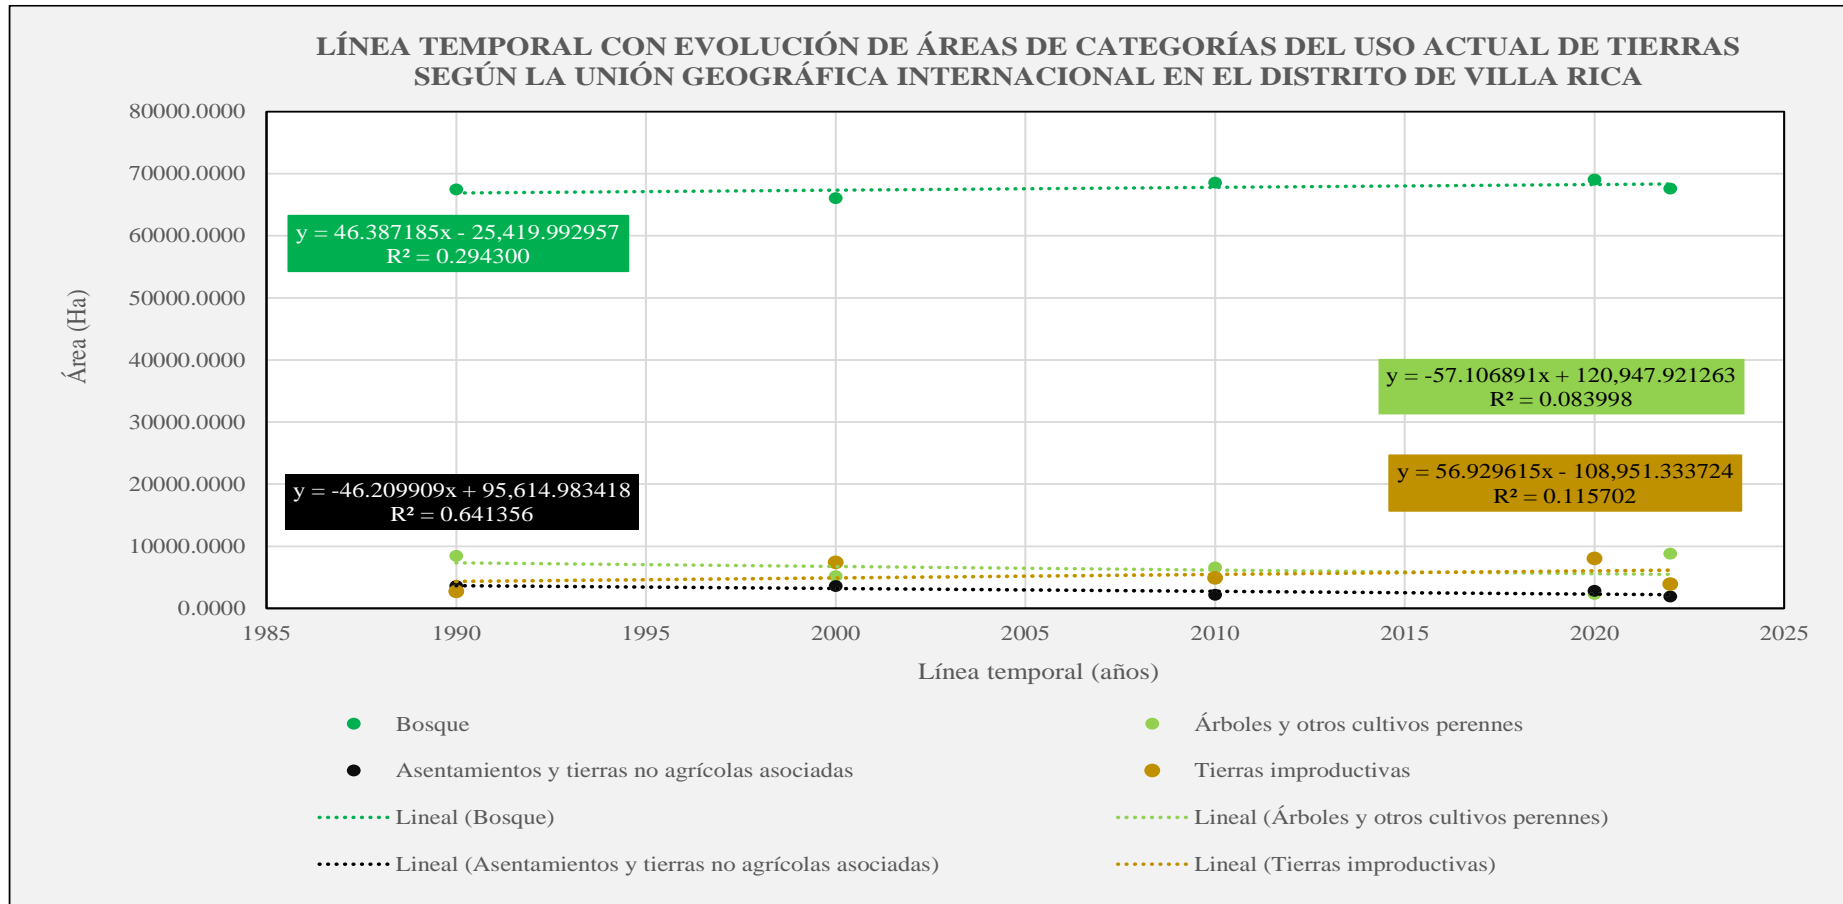 LÍNEA TEMPORAL CON EVOLUCIÓN DE ÁREAS DE CATEGORÍAS DEL USO ACTUAL DE TIERRAS
SEGÚN LA UNIÓN GEOGRÁFICA INTERNACIONAL EN EL DISTRITO DE VILLA RICA
80000.0000
70000.0000
60000.0000
50000.0000
40000.0000
30000.0000
20000.0000
10000.0000
0.0000
Área (Ha)
y = 46.387185x - 25,419.992957
R² = 0.294300
y = -57.106891x + 120,947.921263
R² = 0.083998
y = -46.209909x + 95,614.983418
R² = 0.641356
y = 56.929615x - 108,951.333724
R² = 0.115702
1985 1990 1995 2000 2005 2010 2015 2020 2025
Línea temporal (años)
Bosque
Árboles y otros cultivos perennes
Asentamientos y tierras no agrícolas asociadas
Tierras improductivas
Lineal (Bosque)
Lineal (Árboles y otros cultivos perennes)
Lineal (Asentamientos y tierras no agrícolas asociadas)
Lineal (Tierras improductivas)